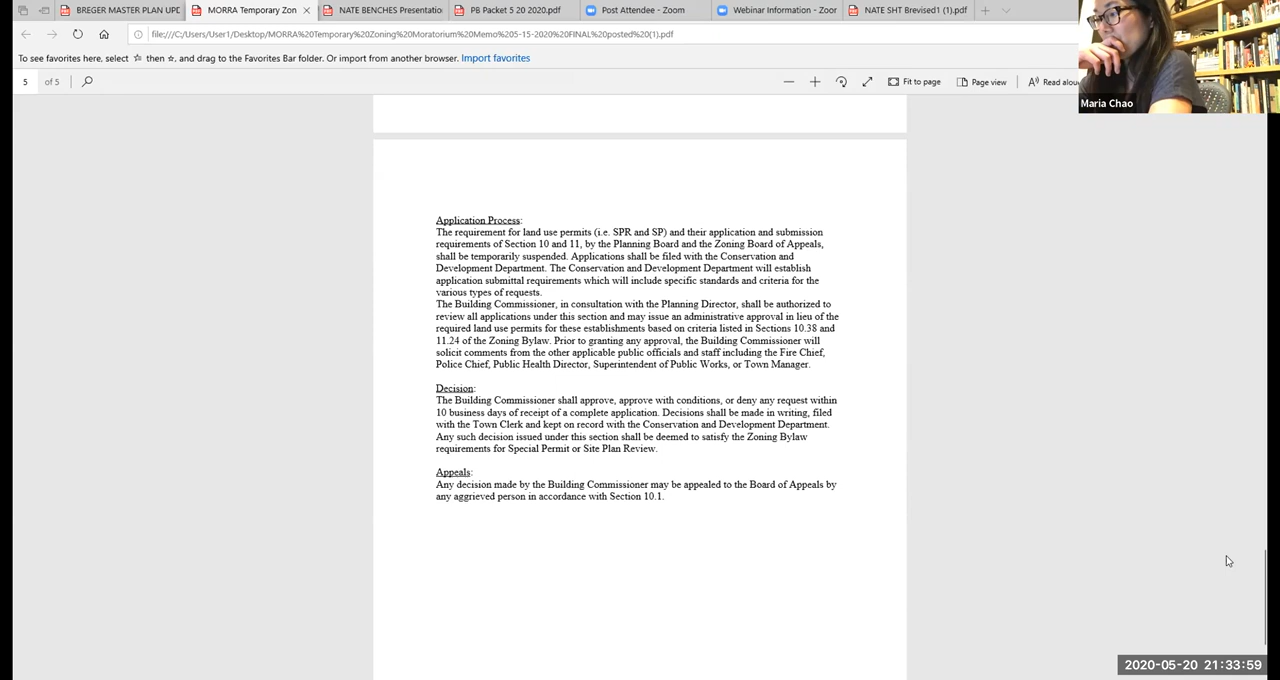 BREGER MASTER PLAN UPD
MORRA Temporary Zon
NATE BENCHES Presentatio
PB Packet 5 20 2020.pdf
Post Attendee - Zoom
Webinar Information - Zoor
NATE SHT Brevised1 (1).pdf
file:///C:/Users/User1/Desktop/MORRA%20Temporary%20Zoning%20Moratorium%20Memo%205-15-2020%20FINAL%20posted%20(1).pdf
To see favorites here, select ☆ then ☆, and drag to the Favorites Bar folder. Or import from another browser. Import favorites
5 of 5
Fit to page
Page view
Read alou
Maria Chao
Application Process:
The requirement for land use permits (i.e. SPR and SP) and their application and submission
requirements of Section 10 and 11, by the Planning Board and the Zoning Board of Appeals,
shall be temporarily suspended. Applications shall be filed with the Conservation and
Development Department. The Conservation and Development Department will establish
application submittal requirements which will include specific standards and criteria for the
various types of requests.
The Building Commissioner, in consultation with the Planning Director, shall be authorized to
review all applications under this section and may issue an administrative approval in lieu of the
required land use permits for these establishments based on criteria listed in Sections 10.38 and
11.24 of the Zoning Bylaw. Prior to granting any approval, the Building Commissioner will
solicit comments from the other applicable public officials and staff including the Fire Chief,
Police Chief, Public Health Director, Superintendent of Public Works, or Town Manager.
Decision:
The Building Commissioner shall approve, approve with conditions, or deny any request within
10 business days of receipt of a complete application. Decisions shall be made in writing, filed
with the Town Clerk and kept on record with the Conservation and Development Department.
Any such decision issued under this section shall be deemed to satisfy the Zoning Bylaw
requirements for Special Permit or Site Plan Review.
Appeals:
Any decision made by the Building Commissioner may be appealed to the Board of Appeals by
any aggrieved person in accordance with Section 10.1.
2020-05-20 21:33:59